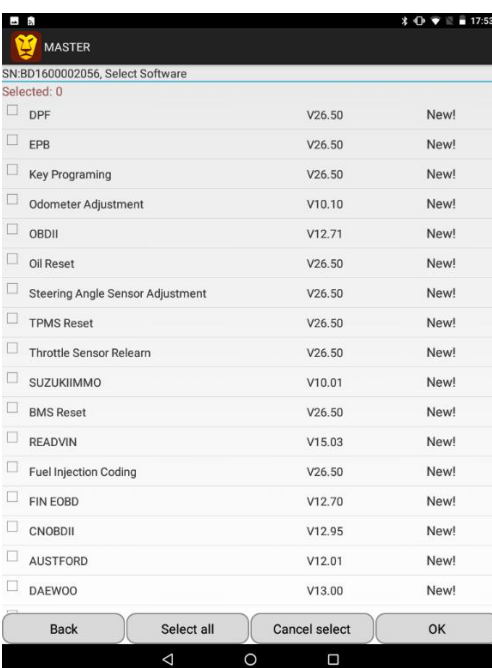 17:53
MASTER
SN:BD1600002056, Select Software
Selected: 0
DPF V26.50 New!
EPB V26.50 New!
Key Programing V26.50 New!
Odometer Adjustment V10.10 New!
OBDII V12.71 New!
Oil Reset V26.50 New!
Steering Angle Sensor Adjustment V26.50 New!
TPMS Reset V26.50 New!
Throttle Sensor Relearn V26.50 New!
SUZUKIIMMO V10.01 New!
BMS Reset V26.50 New!
READVIN V15.03 New!
Fuel Injection Coding V26.50 New!
FIN EOBD V12.70 New!
CNOBDII V12.95 New!
AUSTFORD V12.01 New!
DAEWOO V13.00 New!
Back Select all Cancel select OK